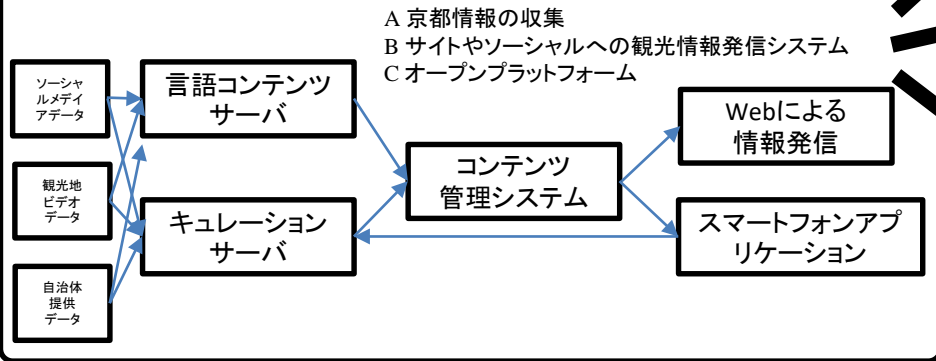 A 京都情報の収集
B サイトやソーシャルへの観光情報発信システム
C オープンプラットフォーム
ソーシャ
ルメディ
アデータ
言語コンテンツ
サーバ
Webによる
情報発信
コンテンツ
管理システム
観光地
ビデオ
データ
キュレーション
サーバ
スマートフォンアプ
リケーション
自治体
提供
データ